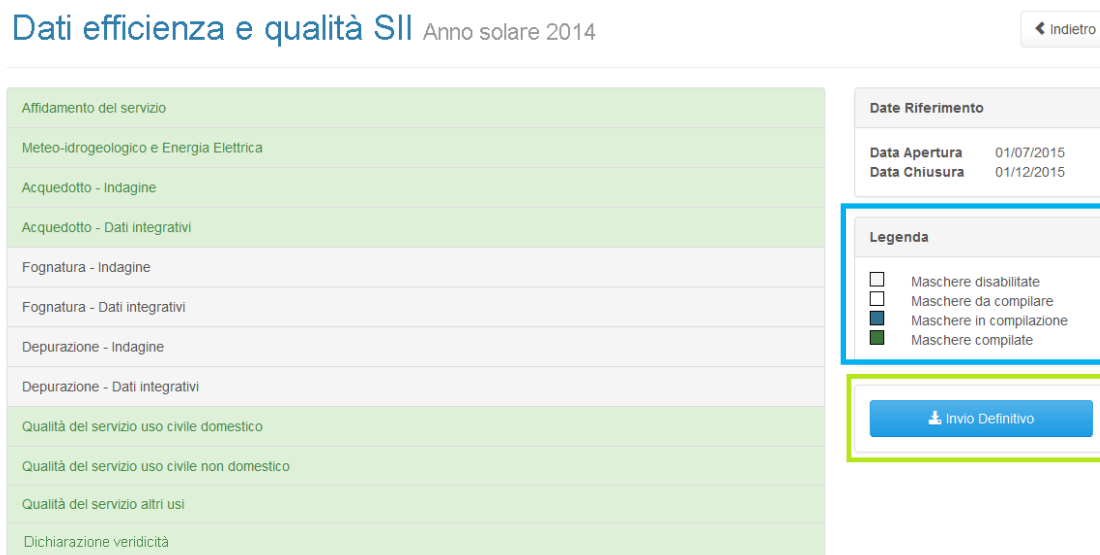 Dati efficienza e qualità SII Anno solare 2014
Indietro
Affidamento del servizio
Meteo-idrogeologico e Energia Elettrica
Acquedotto - Indagine
Acquedotto - Dati integrativi
Fognatura - Indagine
Fognatura - Dati integrativi
Depurazione - Indagine
Depurazione - Dati integrativi
Qualità del servizio uso civile domestico
Qualità del servizio uso civile non domestico
Qualità del servizio altri usi
Dichiarazione veridicità
Date Riferimento
Data Apertura 01/07/2015
Data Chiusura 01/12/2015
Legenda
Maschere disabilitate
Maschere da compilare
Maschere in compilazione
Maschere compilate
Invio Definitivo